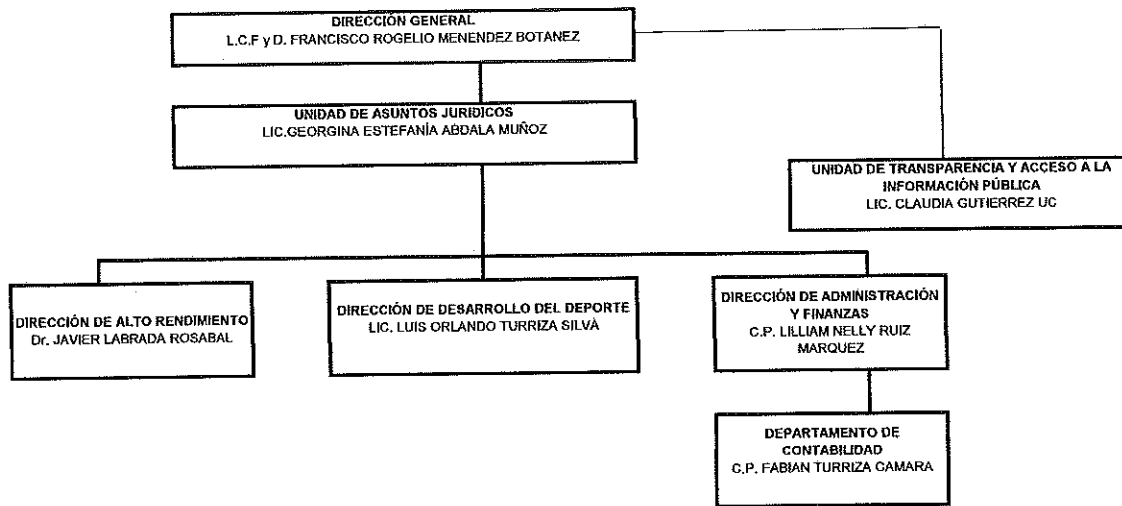 DIRECCIÓN GENERAL
L.C.F y D. FRANCISCO ROGELIO MENENDEZ BOTANEZ
UNIDAD DE ASUNTOS JURIDICOS
LIC.GEORGINA ESTEFANÍA ABDALA MUÑOZ
UNIDAD DE TRANSPARENCIA Y ACCESO A LA
INFORMACIÓN PÚBLICA
LIC. CLAUDIA GUTIERREZ UC
DIRECCIÓN DE ALTO RENDIMIENTO
Dr. JAVIER LABRADA ROSABAL
DIRECCIÓN DE DESARROLLO DEL DEPORTE
LIC. LUIS ORLANDO TURRIZA SILVÀ
DIRECCIÓN DE ADMINISTRACIÓN
Y FINANZAS
C.P. LILLIAM NELLY RUIZ
MARQUEZ
DEPARTAMENTO DE
CONTABILIDAD
C.P. FABIAN TURRIZA CAMARA